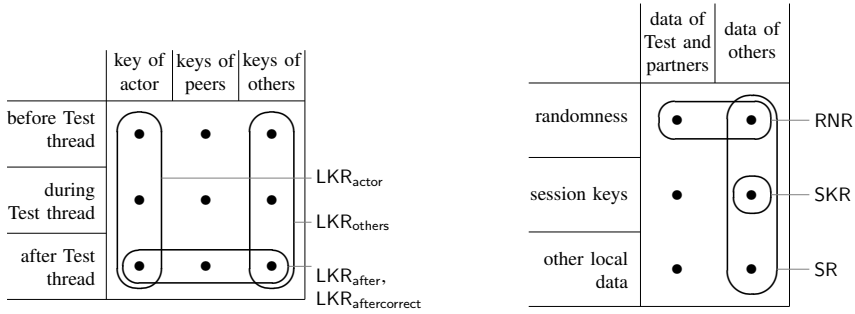 key of
actor
keys of
peers
keys of
others
before Test
thread
during
Test thread
after Test
thread
LKRactor
LKRothers
LKRafter,
LKRaftercorrect
data of
Test and
partners
data of
others
randomness
session keys
other local
data
RNR
SKR
SR